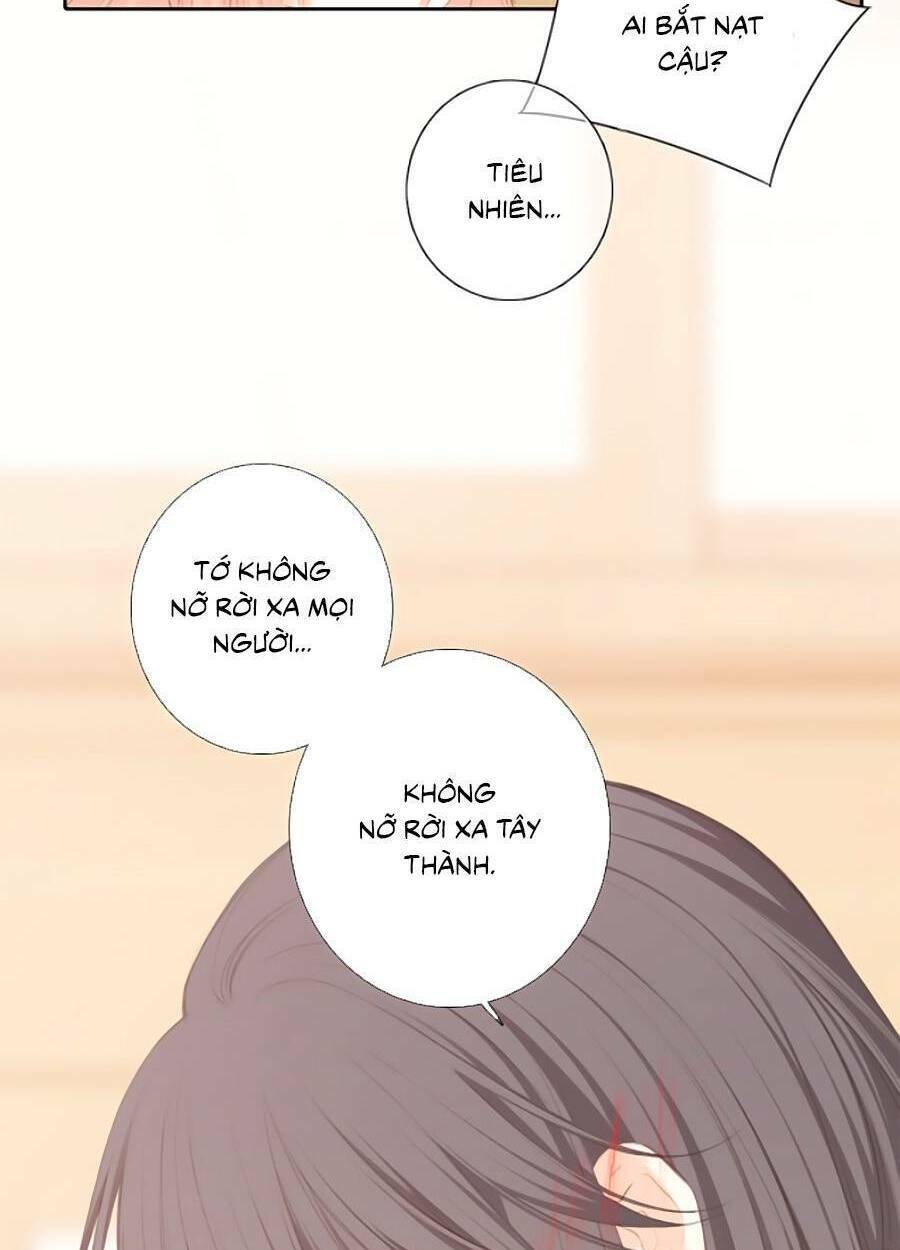 AI BẮT NẠT
CẬU?
TIÊU
NHIÊN...
TỚ KHÔNG
NỠ RỜI XA MỌI
NGƯỜI...
KHÔNG
NỠ RỜI XA TÂY
THÀNH.